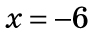 x = –6